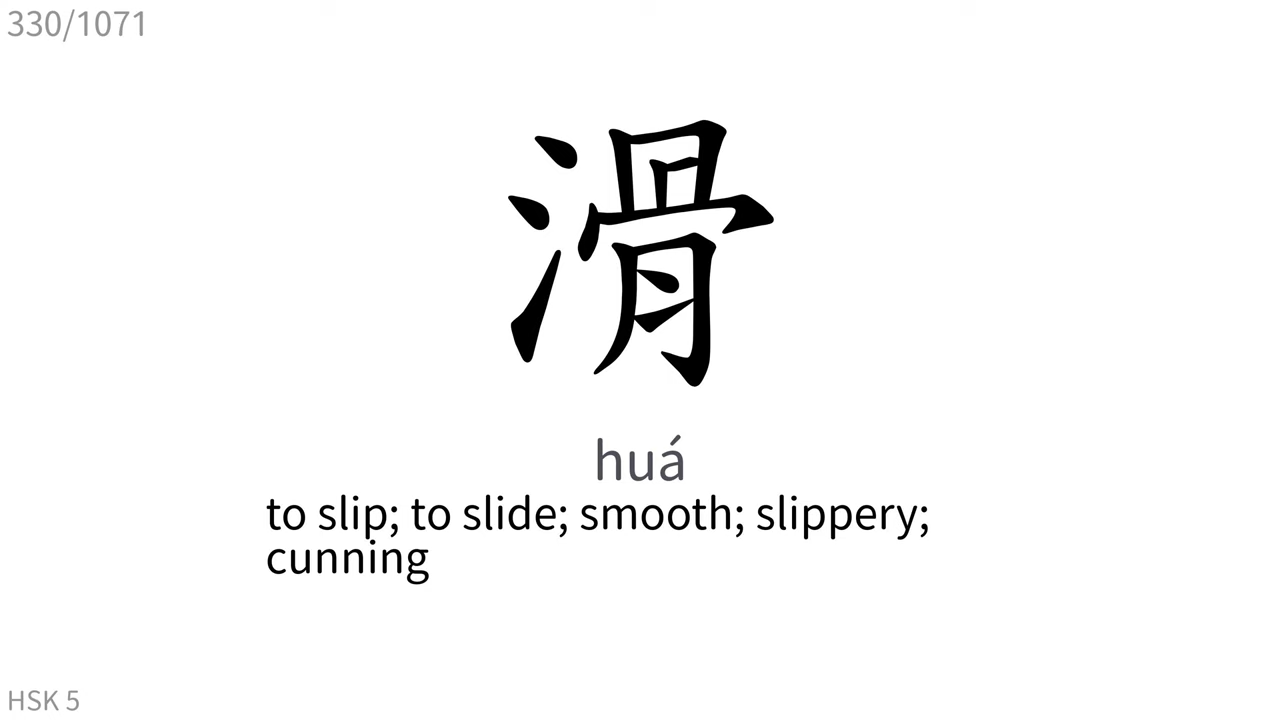 330/1071
滑
huá
to slip; to slide; smooth; slippery;
cunning
HSK 5